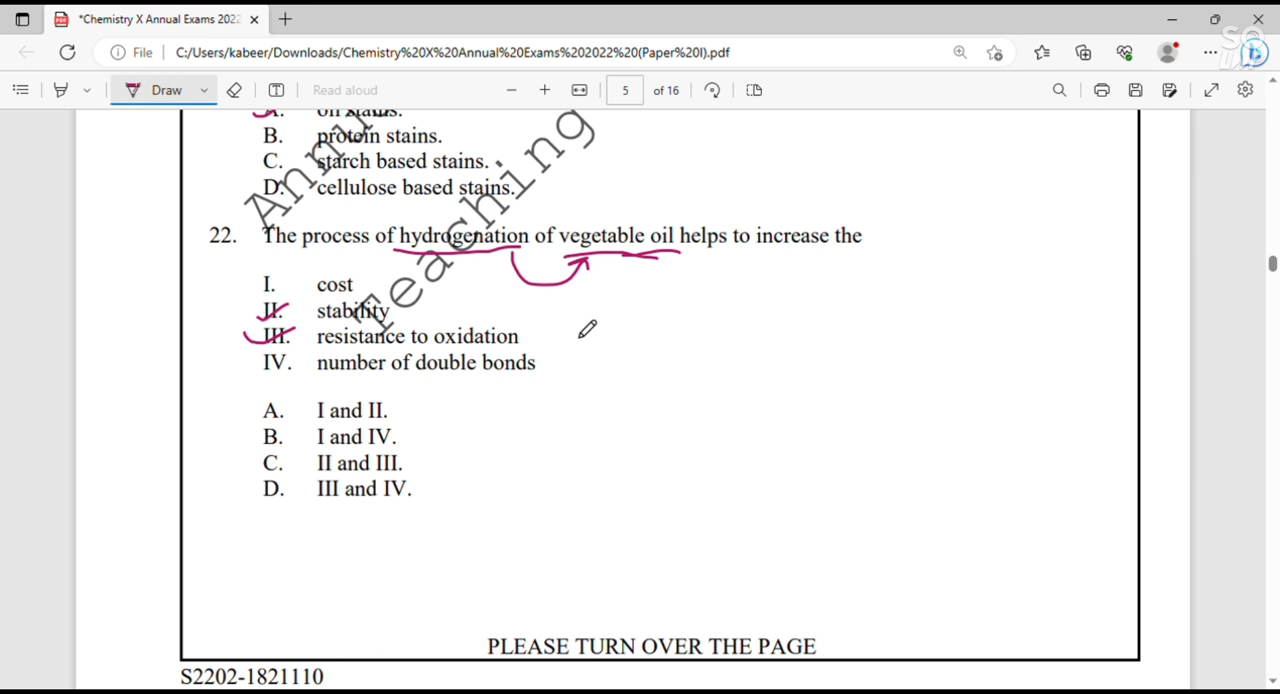 *Chemistry X Annual Exams 2022
File
C:/Users/kabeer/Downloads/Chemistry%20X%20Annual%20Exams%202022%20(Paper%20I).pdf
Draw
Read aloud
5 of 16
A. oil stains.
B. protein stains.
C. starch based stains.
D. cellulose based stains.
22. The process of hydrogenation of vegetable oil helps to increase the
I. cost
II. stability
III. resistance to oxidation
IV. number of double bonds
A. I and II.
B. I and IV.
C. II and III.
D. III and IV.
Annu
Teaching
PLEASE TURN OVER THE PAGE
S2202-1821110